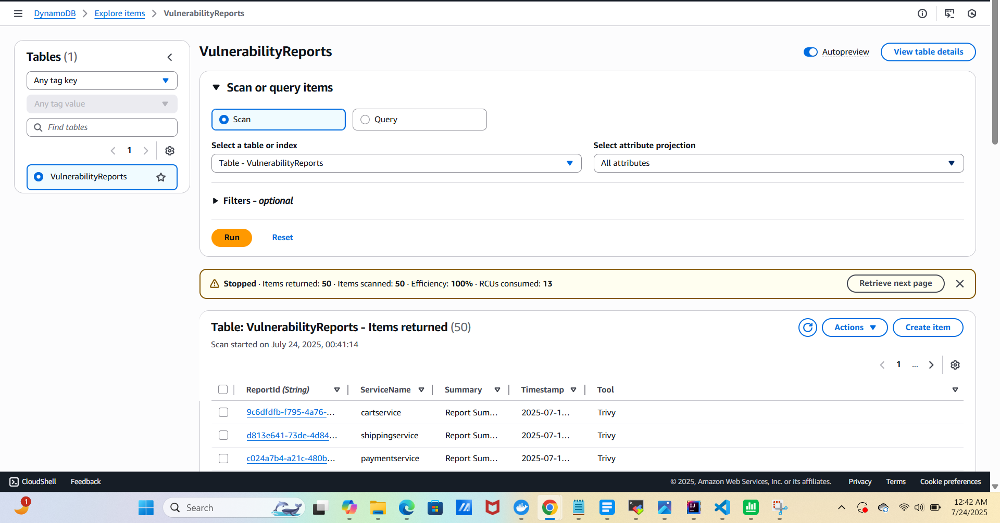 DynamoDB > Explore items > VulnerabilityReports
Tables (1)
Any tag key
Any tag value
Find tables
1
VulnerabilityReports
VulnerabilityReports
Autopreview
View table details
Scan or query items
Scan
Query
Select a table or index
Table - VulnerabilityReports
Select attribute projection
All attributes
Filters - optional
Run
Reset
Stopped · Items returned: 50 · Items scanned: 50 · Efficiency: 100% · RCUs consumed: 13
Retrieve next page
Table: VulnerabilityReports - Items returned (50)
Scan started on July 24, 2025, 00:41:14
Actions
Create item
1 ...
ReportId (String) ServiceName Summary Timestamp Tool
9c6dfdfb-f795-4a76-... cartservice Report Sum... 2025-07-1... Trivy
d813e641-73de-4d84... shippingservice Report Sum... 2025-07-1... Trivy
c024a7b4-a21c-480b... paymentservice Report Sum... 2025-07-1... Trivy
CloudShell Feedback © 2025, Amazon Web Services, Inc. or its affiliates. Privacy Terms Cookie preferences
1
Search
12:42 AM
7/24/2025